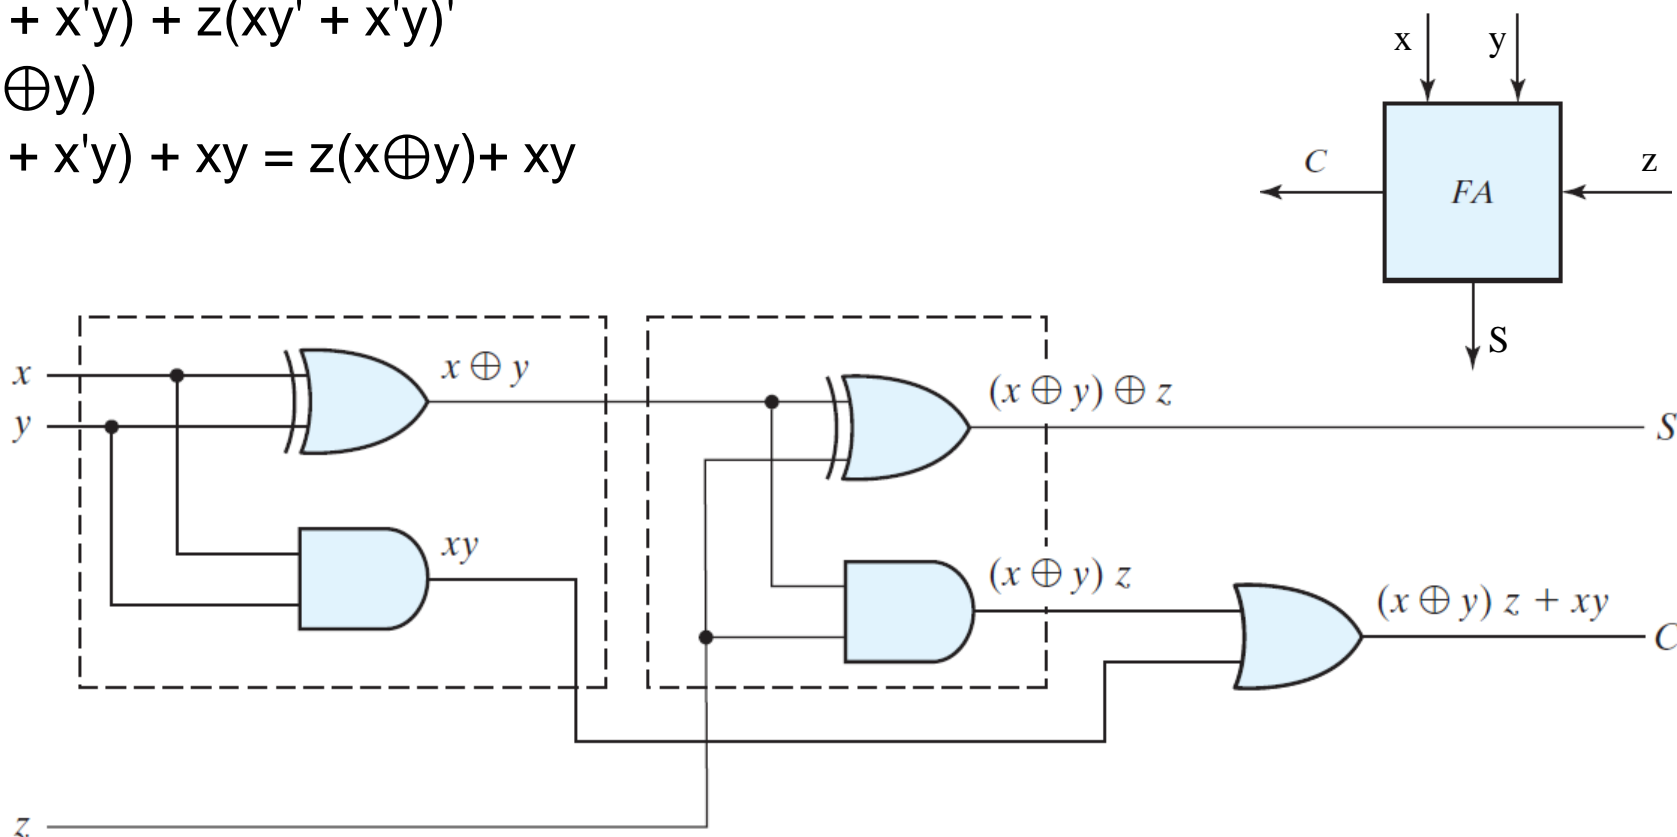 + x'y) + z(xy' + x'y)'
⊕y)
+ x'y) + xy = z(x⊕y)+ xy
x y
C FA z
S
x
x ⊕ y
(x ⊕ y) ⊕ z
y
S
xy
(x ⊕ y) z
(x ⊕ y) z + xy
C
z